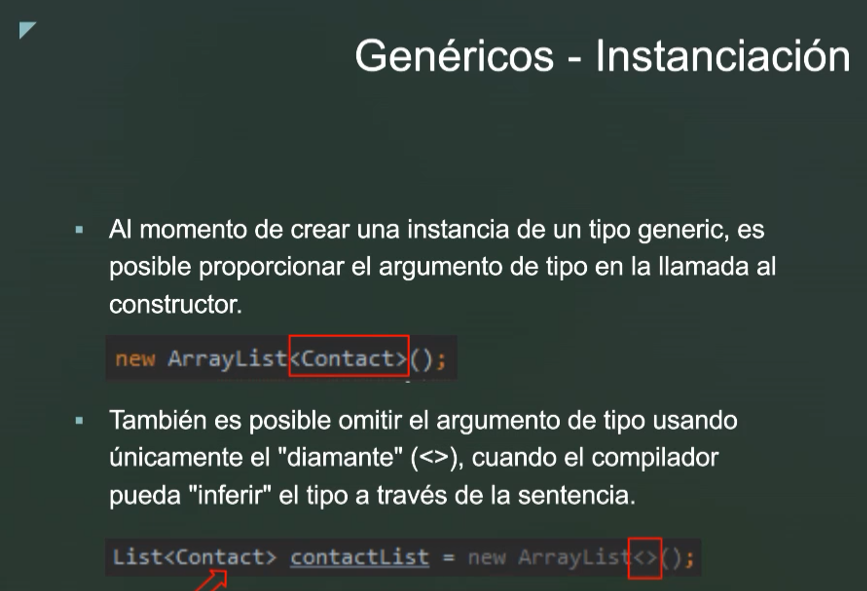 Genéricos - Instanciación
Al momento de crear una instancia de un tipo generic, es
posible proporcionar el argumento de tipo en la llamada al
constructor.
new ArrayList<Contact>();
También es posible omitir el argumento de tipo usando
únicamente el "diamante" (<>), cuando el compilador
pueda "inferir" el tipo a través de la sentencia.
List<Contact> contactList = new ArrayList<>();